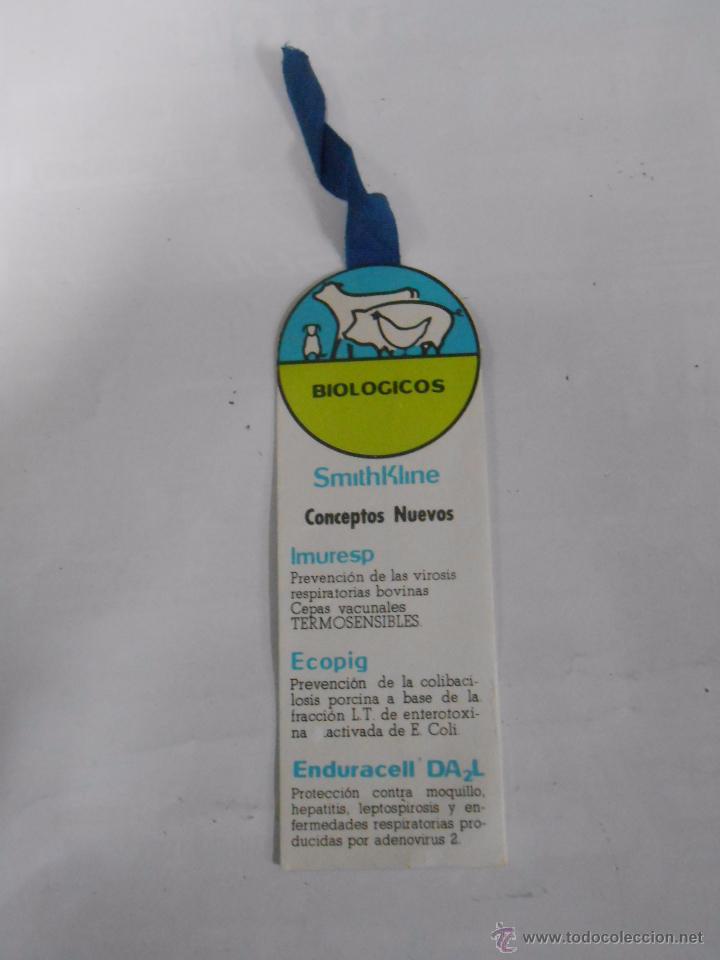 BIOLOGICOS
SmithKline
Conceptos Nuevos
Imuresp
Prevención de las virosis
respiratorias bovinas
Cepas vacunales
TERMOSENSIBLES.
Ecopig
Prevención de la colibaci-
losis porcina a base de la
fracción L.T. de enterotoxi-
na .activada de E. Coli.
Enduracell DA₂L
Protección contra moquillo,
hepatitis, leptospirosis y en-
fermedades respiratorias pro-
ducidas por adenovirus 2.
© www.todocoleccion.net